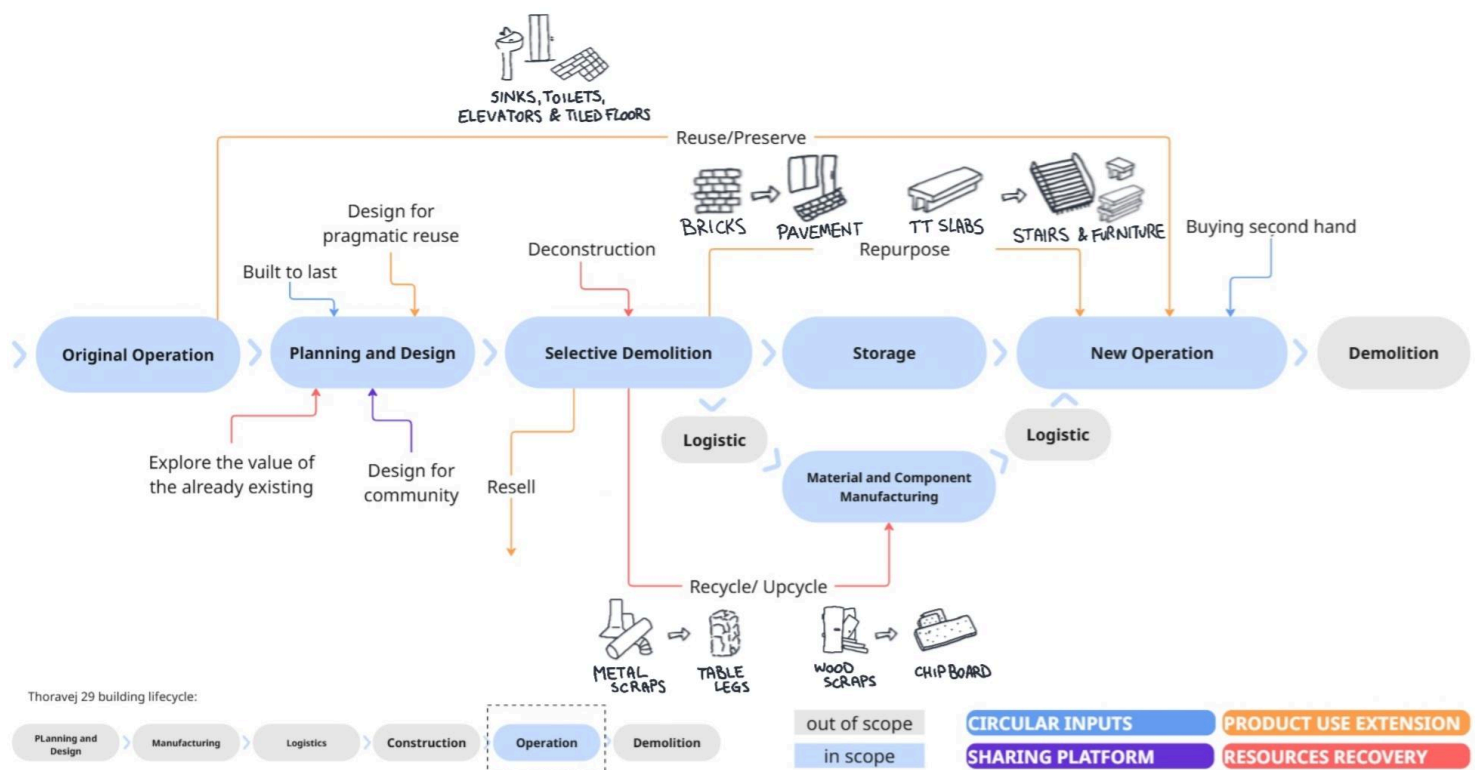 SINKS, TOILETS,
ELEVATORS & TILED FLOORS
Reuse/Preserve
BRICKS
PAVEMENT
TT SLABS
STAIRS & FURNITURE
Design for
pragmatic reuse
Deconstruction
Repurpose
Buying second hand
Built to last
Original Operation
Planning and Design
Selective Demolition
Storage
New Operation
Demolition
Logistic
Logistic
Explore the value of
the already existing
Design for
community
Resell
Material and Component
Manufacturing
Recycle/ Upcycle
METAL
SCRAPS
TABLE
LEGS
WOOD
SCRAPS
CHIP BOARD
Thoravej 29 building lifecycle:
PLanning and
Design
Manufacturing
Logistics
Construction
Operation
Demolition
out of scope
in scope
CIRCULAR INPUTS
PRODUCT USE EXTENSION
SHARING PLATFORM
RESOURCES RECOVERY